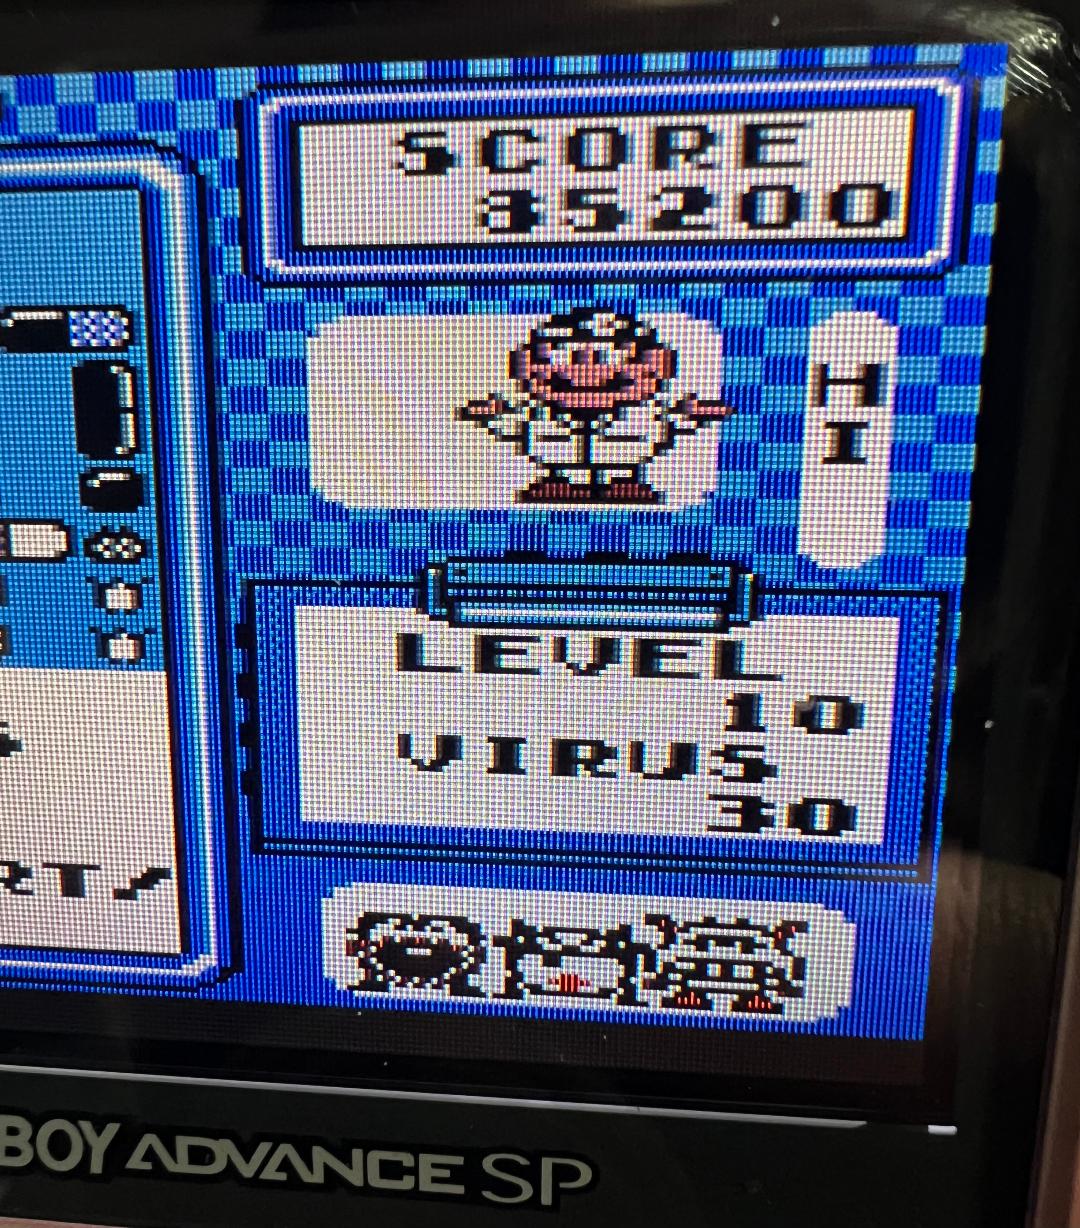 SCORE
35200
HI
LEVEL
10
VIRUS
30
BOY ADVANCE SP